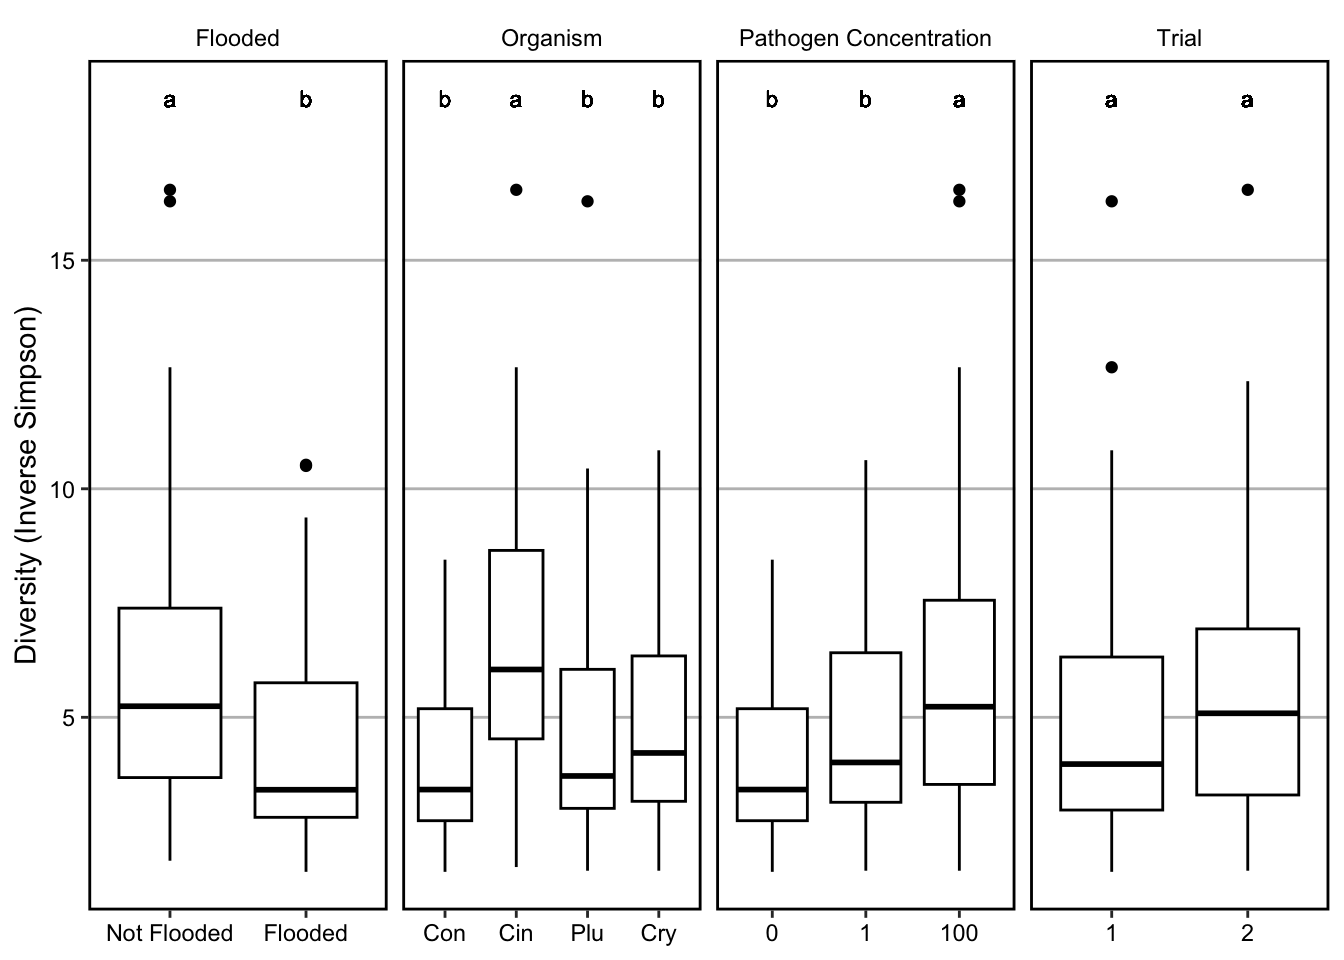 Flooded Organism Pathogen Concentration Trial
a b b a b b b b a a a
15
10
5
Diversity (Inverse Simpson)
Not Flooded Flooded Con Cin Plu Cry 0 1 100 1 2